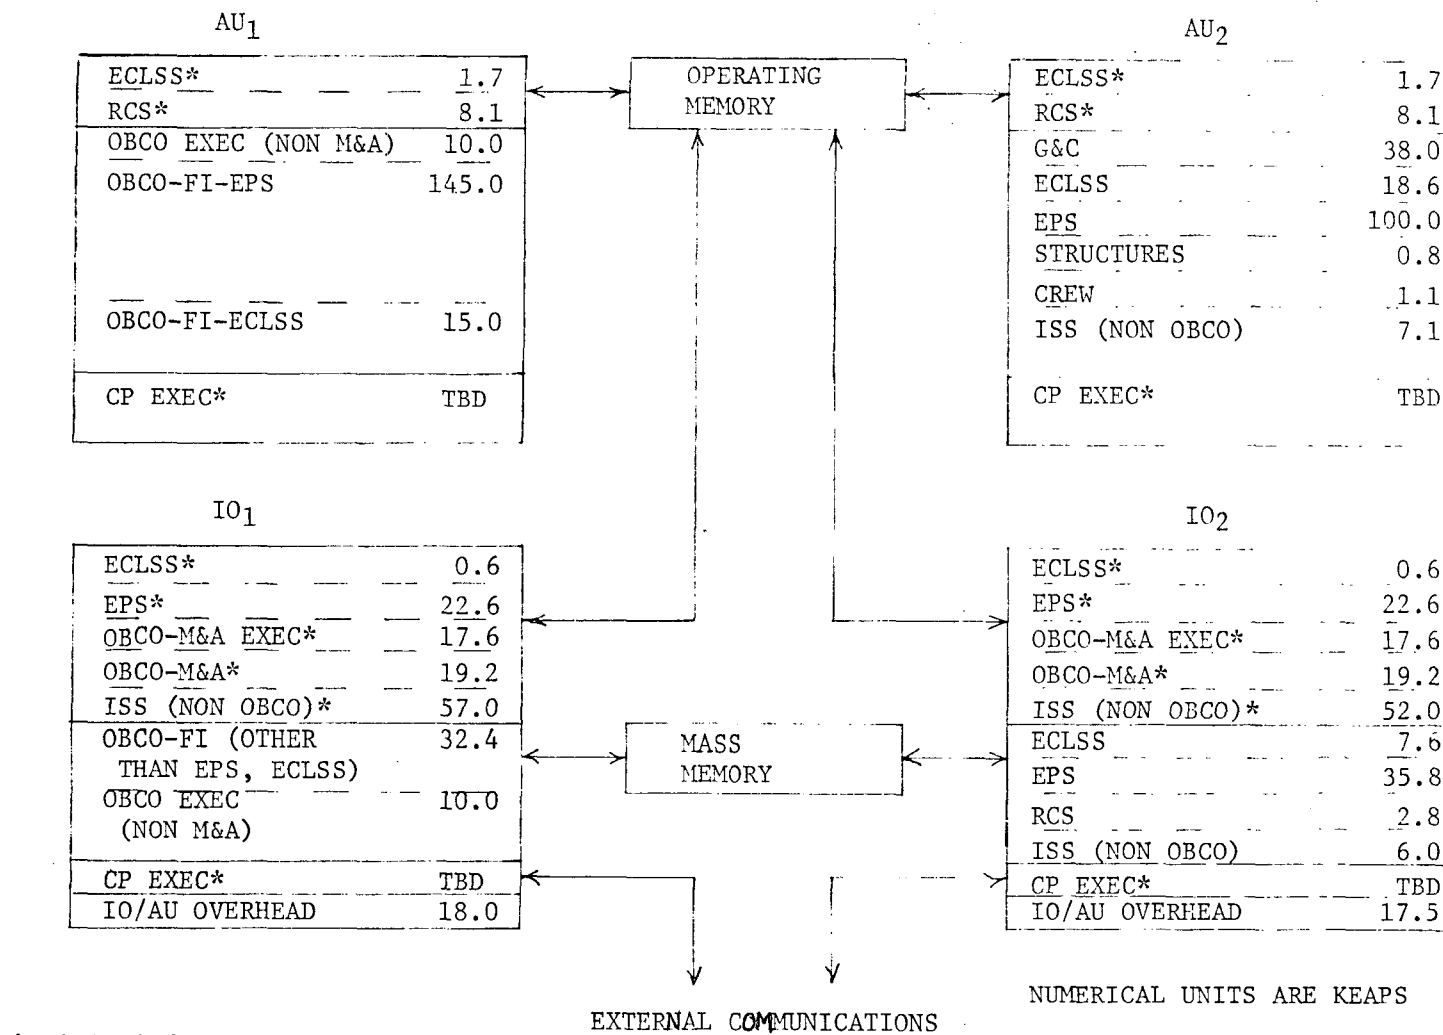 AU1
ECLSS* 1.7
RCS* 8.1
OBCO EXEC (NON M&A) 10.0
OBCO-FI-EPS 145.0
OBCO-FI-ECLSS 15.0
CP EXEC* TBD
OPERATING
MEMORY
AU2
ECLSS* 1.7
RCS* 8.1
G&C 38.0
ECLSS 18.6
EPS 100.0
STRUCTURES 0.8
CREW 1.1
ISS (NON OBCO) 7.1
CP EXEC* TBD
IO1
ECLSS* 0.6
EPS* 22.6
OBCO-M&A EXEC* 17.6
OBCO-M&A* 19.2
ISS (NON OBCO)* 57.0
OBCO-FI (OTHER 32.4
THAN EPS, ECLSS)
OBCO EXEC 10.0
(NON M&A)
CP EXEC* TBD
IO/AU OVERHEAD 18.0
MASS
MEMORY
IO2
ECLSS* 0.6
EPS* 22.6
OBCO-M&A EXEC* 17.6
OBCO-M&A* 19.2
ISS (NON OBCO)* 52.0
ECLSS 7.6
EPS 35.8
RCS 2.8
ISS (NON OBCO) 6.0
CP EXEC* TBD
IO/AU OVERHEAD 17.5
NUMERICAL UNITS ARE KEAPS
EXTERNAL COMMUNICATIONS